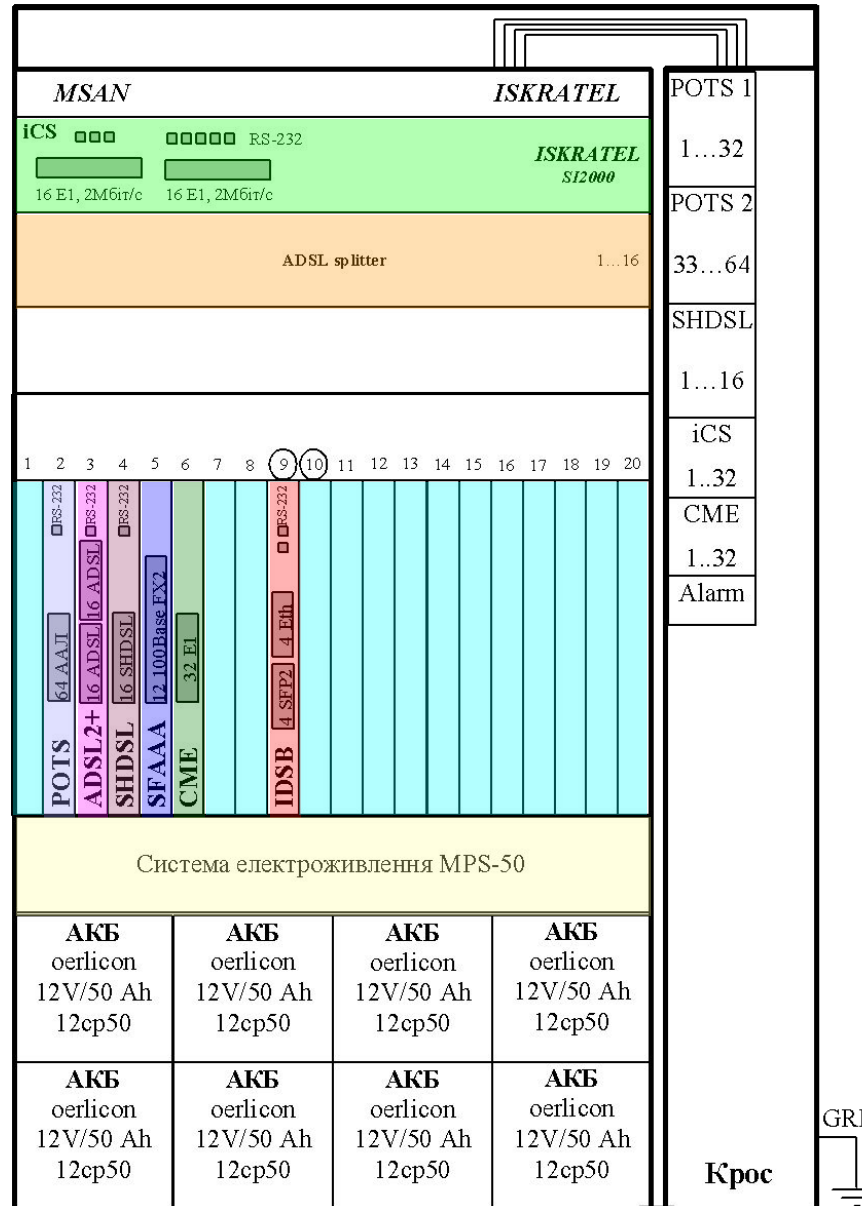 MSAN ISKRATEL
iCS RS-232
ISKRATEL
SI2000
16 E1, 2Мбіт/с 16 E1, 2Мбіт/с
ADSL splitter 1...16
1 2 3 4 5 6 7 8 9 10 11 12 13 14 15 16 17 18 19 20
POTS 64 ААЛ RS-232
ADSL2+ 16 ADSL 16 ADSL RS-232
SHDSL 16 SHDSL RS-232
SFAAA 12 100Base FX2
CME 32 E1
IDSB 4 SFP2 4 Eth RS-232
Система електроживлення MPS-50
АКБ АКБ АКБ АКБ
oerlicon oerlicon oerlicon oerlicon
12V/50 Ah 12V/50 Ah 12V/50 Ah 12V/50 Ah
12cp50 12cp50 12cp50 12cp50
АКБ АКБ АКБ АКБ
oerlicon oerlicon oerlicon oerlicon
12V/50 Ah 12V/50 Ah 12V/50 Ah 12V/50 Ah
12cp50 12cp50 12cp50 12cp50
POTS 1
1...32
POTS 2
33...64
SHDSL
1...16
iCS
1..32
CME
1..32
Alarm
Крос